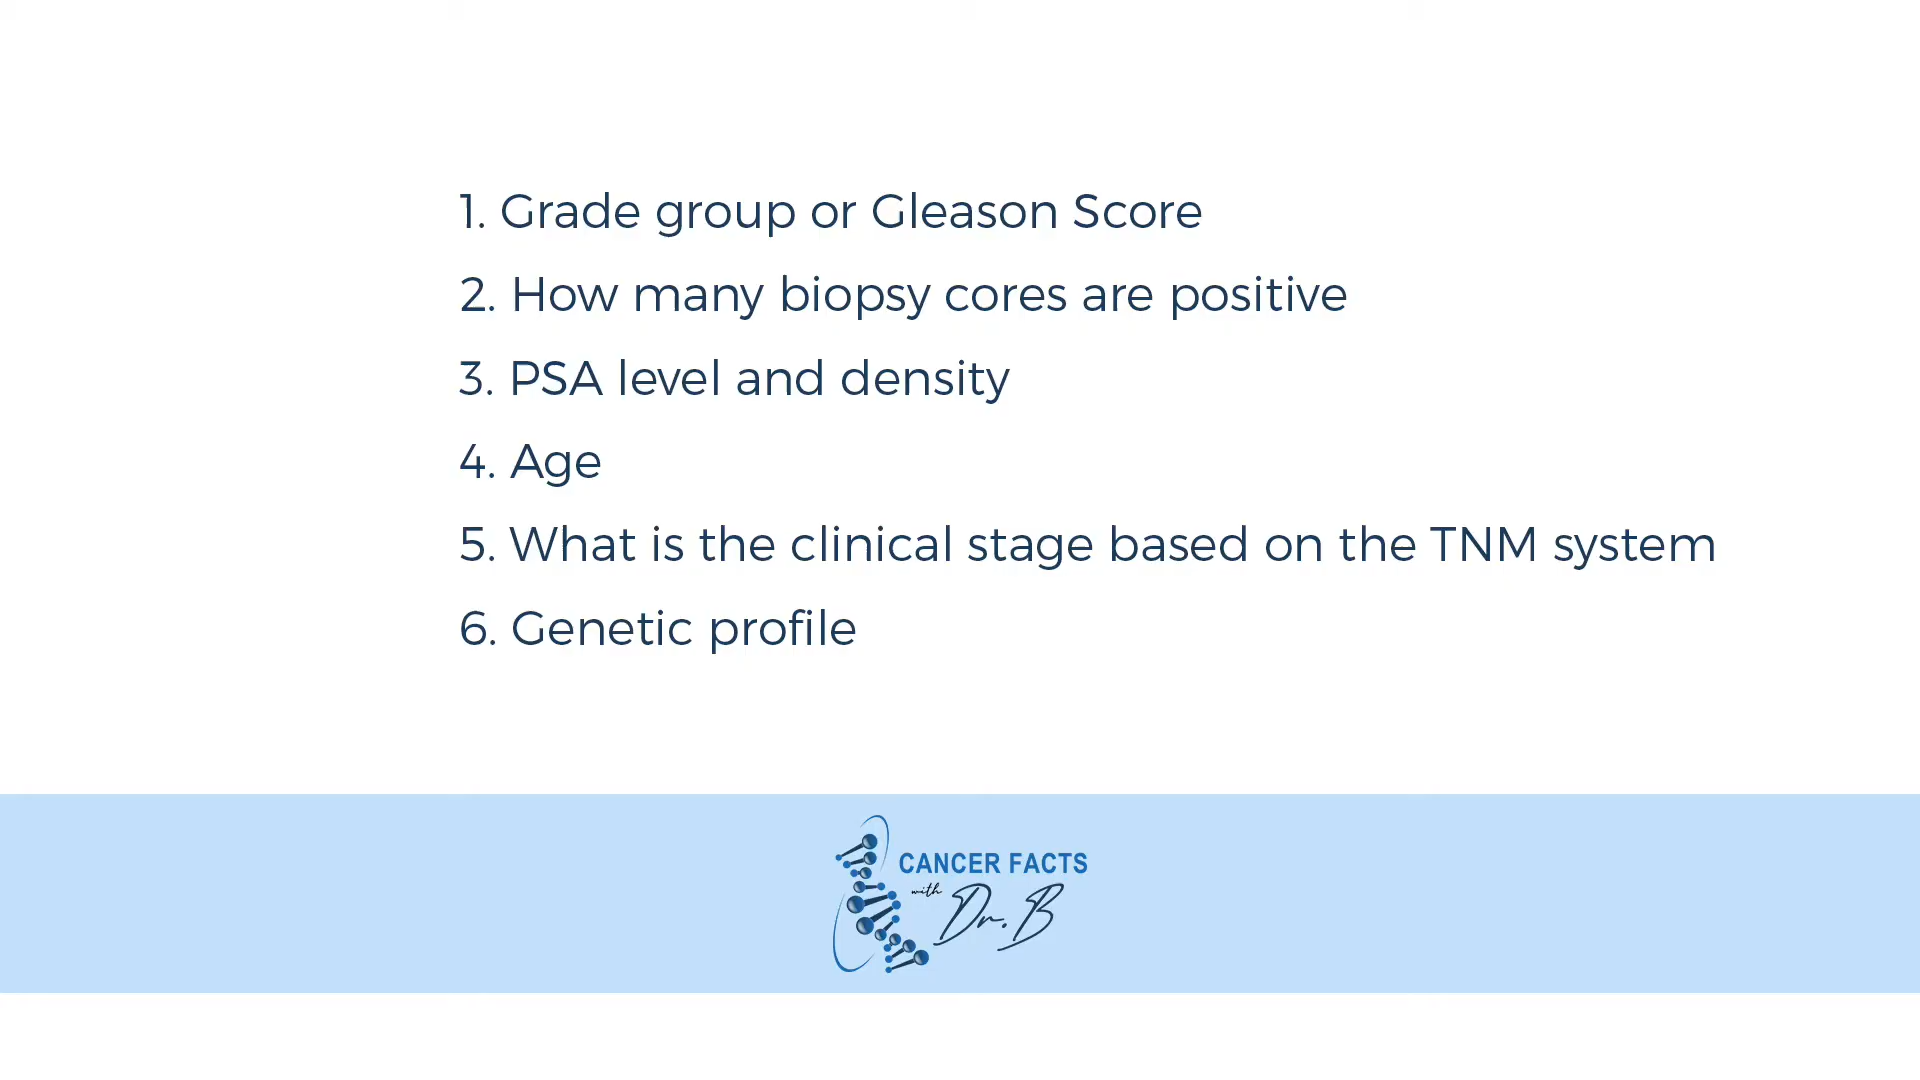 1. Grade group or Gleason Score
2. How many biopsy cores are positive
3. PSA level and density
4. Age
5. What is the clinical stage based on the TNM system
6. Genetic profile
CANCER FACTS
with
Dr. B